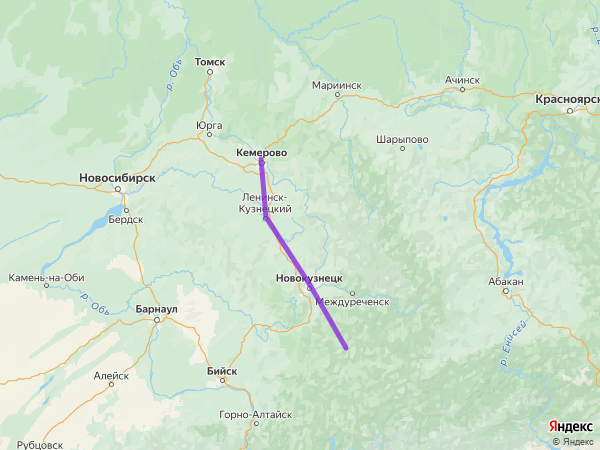 р. Обь
Томск
Мариинск
Ачинск
Красноярск
Юрга
Шарыпово
Кемерово
Новосибирск
Ленинск-
Кузнецкий
Бердск
Новокузнецк
Камень-на-Оби
Междуреченск
Абакан
р. Обь
Барнаул
р. Енисей
Бийск
Алейск
Горно-Алтайск
Рубцовск
Яндекс
© Яндекс